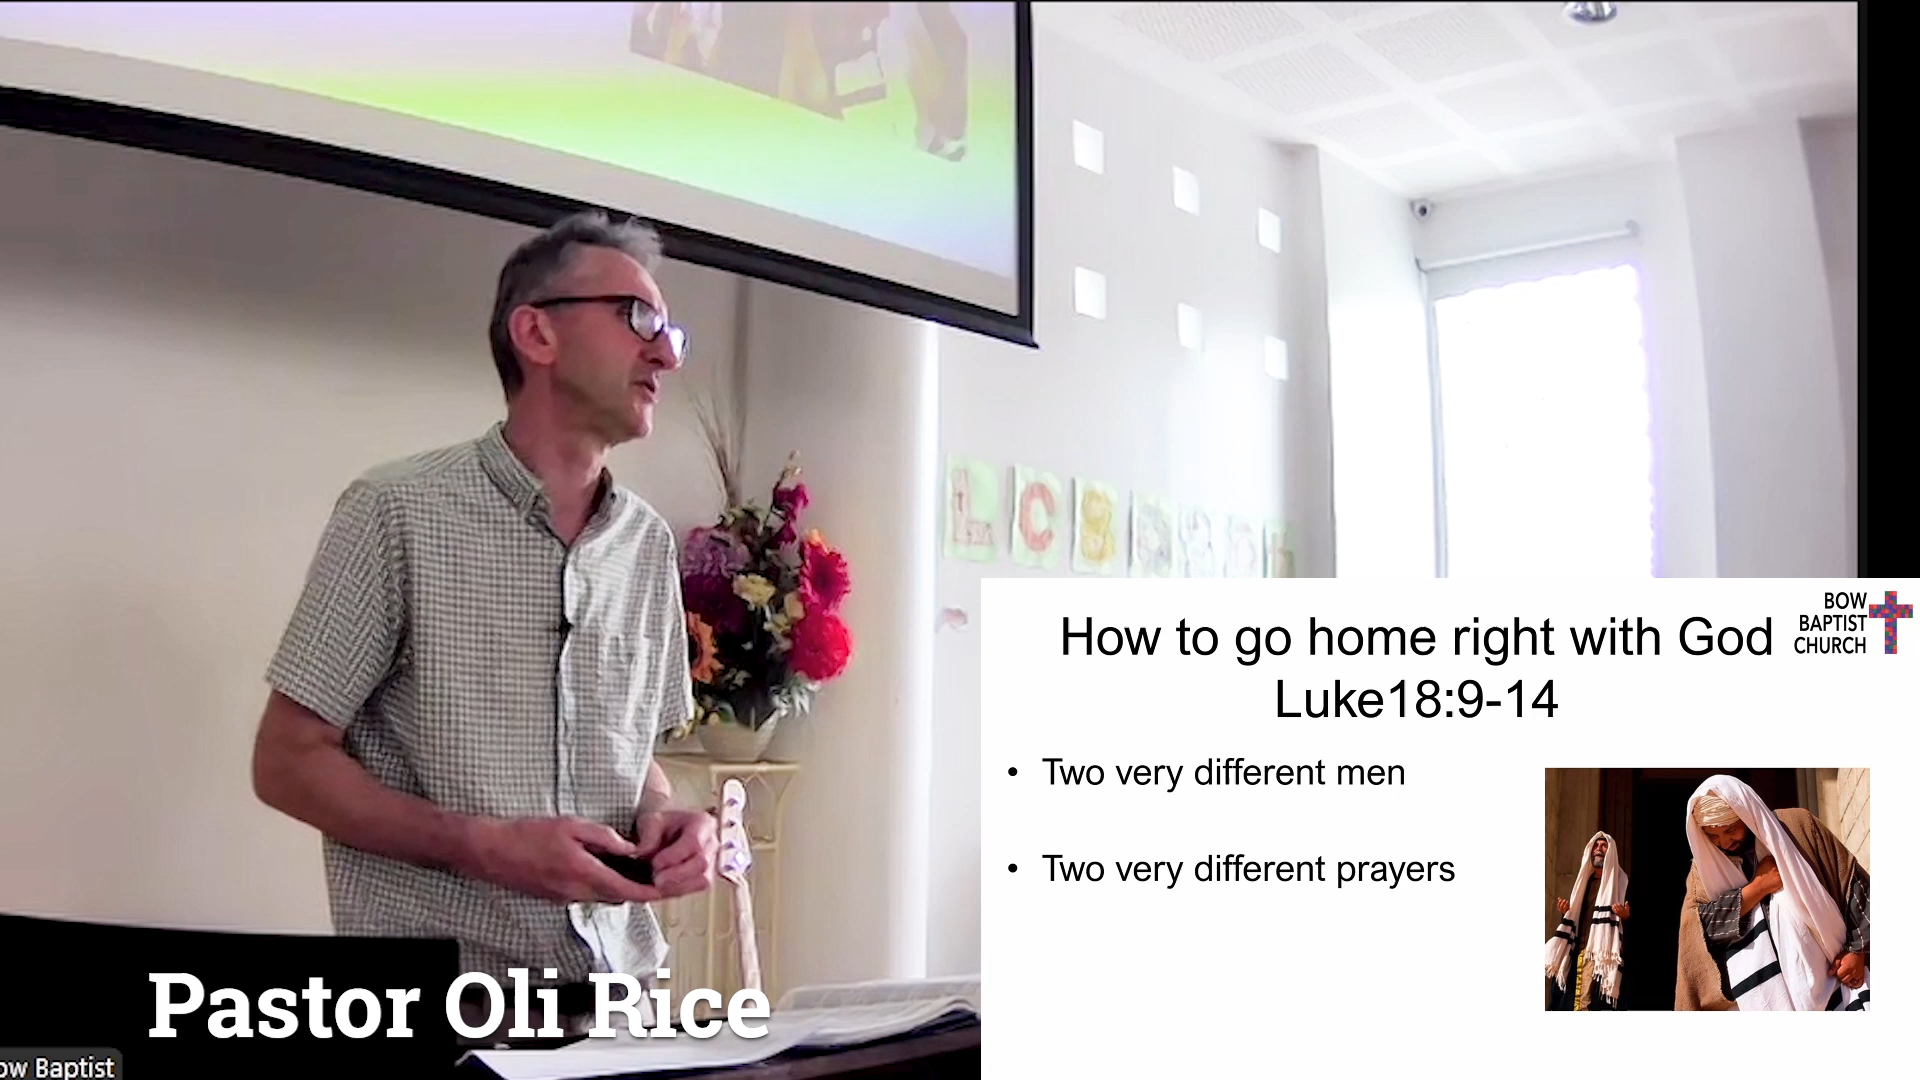 L C S
How to go home right with God
Luke18:9-14
BOW
BAPTIST
CHURCH
• Two very different men
• Two very different prayers
Pastor Oli Rice
ow Baptist